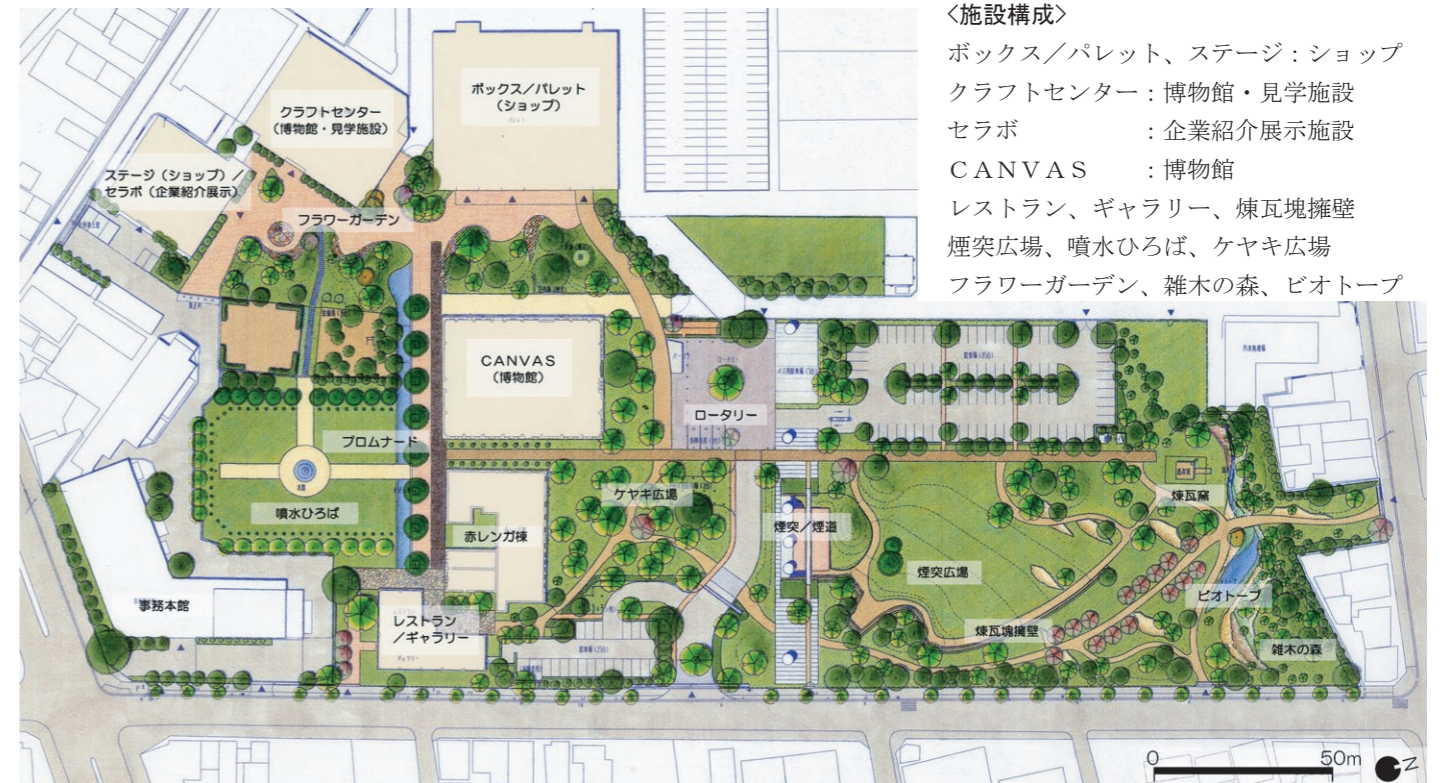 <施設構成>
ボックス／パレット、ステージ：ショップ
クラフトセンター：博物館・見学施設
セラボ　　　　　：企業紹介展示施設
ＣＡＮＶＡＳ　　：博物館
レストラン、ギャラリー、煉瓦塊擁壁
煙突広場、噴水ひろば、ケヤキ広場
フラワーガーデン、雑木の森、ビオトープ
ボックス／パレット
（ショップ）
クラフトセンター
（博物館・見学施設）
ステージ（ショップ）／
セラボ（企業紹介展示）
フラワーガーデン
CANVAS
（博物館）
ロータリー
プロムナード
噴水ひろば
赤レンガ棟
ケヤキ広場
煙突／煙道
煙突広場
煉瓦窯
ビオトープ
煉瓦塊擁壁
雑木の森
事務本館
レストラン
／ギャラリー
0
50m
Z